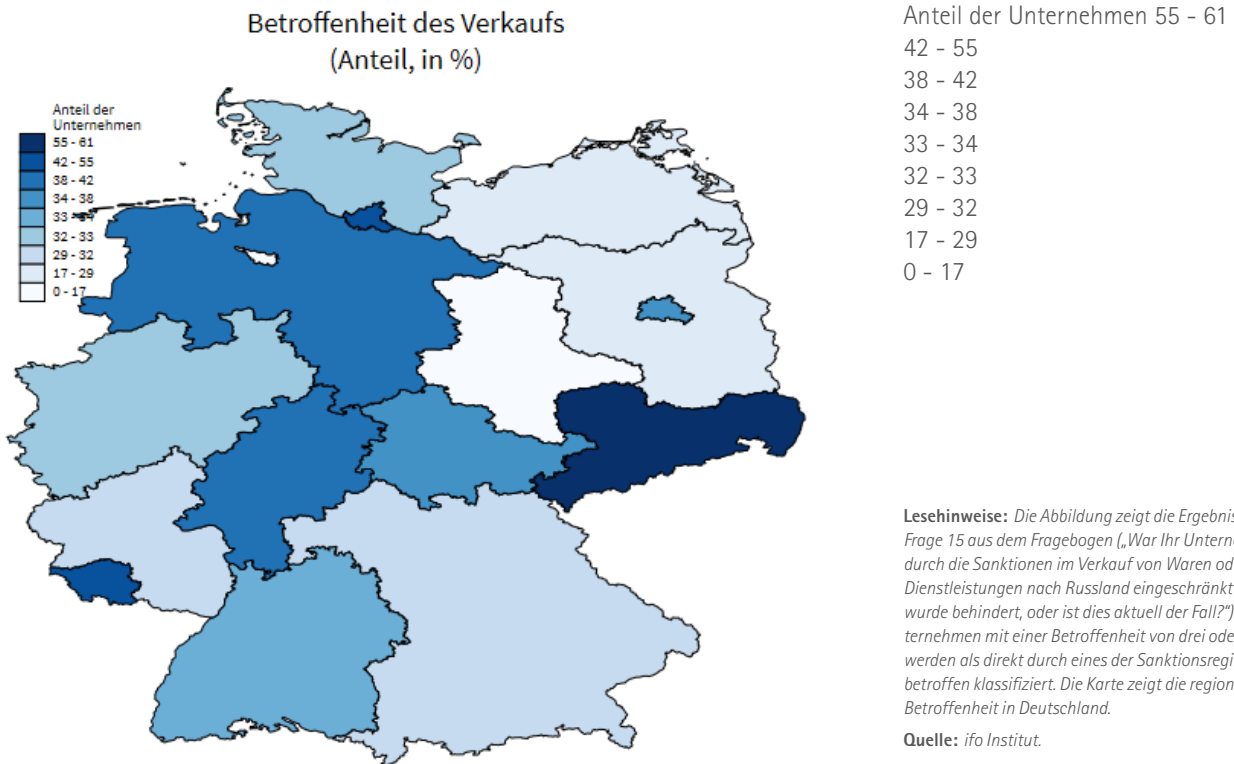 Betroffenheit des Verkaufs
(Anteil, in %)
Anteil der
Unternehmen
55 - 61
42 - 55
38 - 42
34 - 38
33 - 34
32 - 33
29 - 32
17 - 29
0 - 17
Anteil der Unternehmen 55 - 61
42 - 55
38 - 42
34 - 38
33 - 34
32 - 33
29 - 32
17 - 29
0 - 17
Lesehinweise: Die Abbildung zeigt die Ergebnis
Frage 15 aus dem Fragebogen („War Ihr Unterne
durch die Sanktionen im Verkauf von Waren od
Dienstleistungen nach Russland eingeschränkt
wurde behindert, oder ist dies aktuell der Fall?")
ternehmen mit einer Betroffenheit von drei ode
werden als direkt durch eines der Sanktionsregi
betroffen klassifiziert. Die Karte zeigt die region
Betroffenheit in Deutschland.
Quelle: ifo Institut.